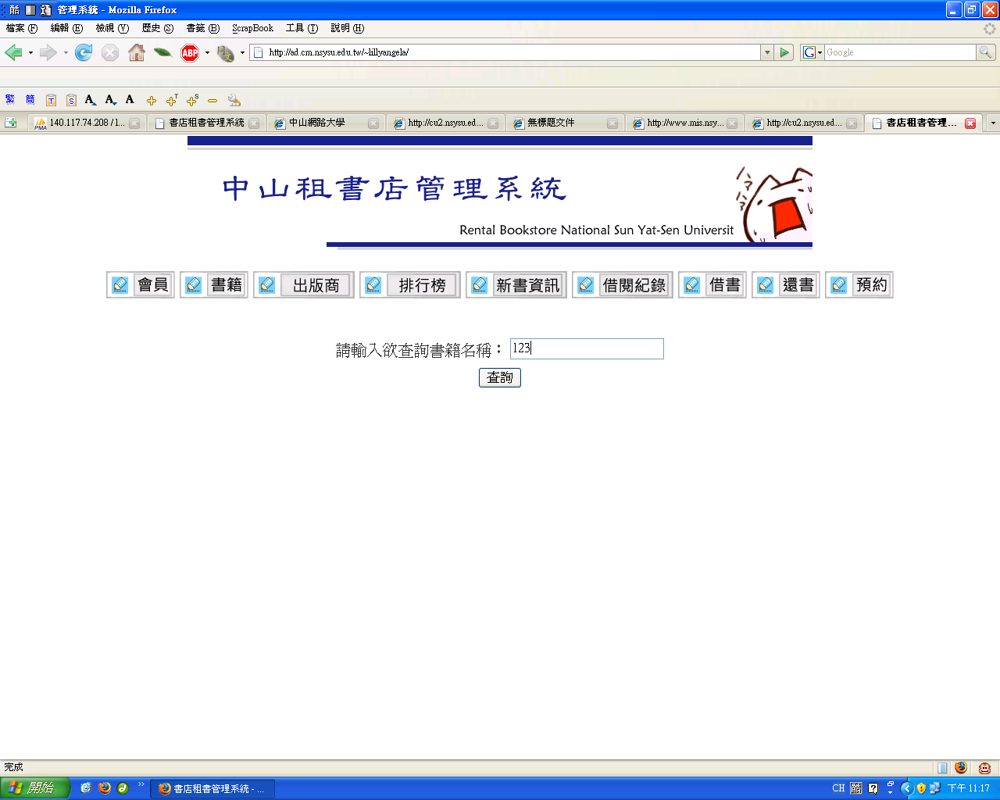 酷 管理系統 - Mozilla Firefox
檔案 (F) 編輯 (E) 檢視 (V) 歷史 (S) 書籤 (B) ScrapBook 工具 (T) 說明 (H)
ABP http://ad.cm.nsysu.edu.tw/~lillyangela/ G Google
繁 簡 T S A A A T S
PMA 140.117.74.208 / l... 書店租書管理系統 中山網路大學 http://cu2.nsysu.ed... 無標題文件 http://www.mis.nsy... http://cu2.nsysu.ed... 書店租書管理...
中山租書店管理系統
ハァハァ
Rental Bookstore National Sun Yat-Sen Universit
會員 書籍 出版商 排行榜 新書資訊 借閱紀錄 借書 還書 預約
請輸入欲查詢書籍名稱： 123
查詢
完成
開始 書店租書管理系統 - ... CH 酷 下午 11:17